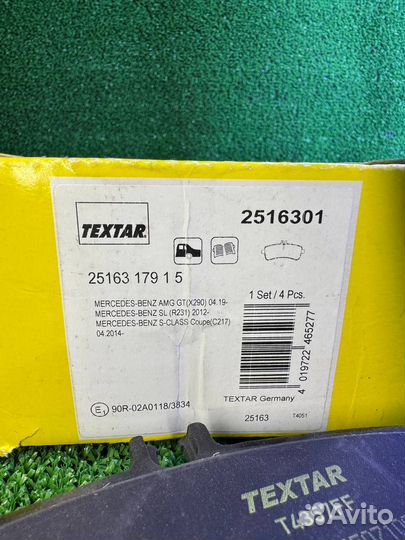 TEXTAR
2516301
25163 179 1 5
MERCEDES-BENZ AMG GT(X290) 04.19-
MERCEDES-BENZ SL (R231) 2012-
MERCEDES-BENZ S-CLASS Coupe(C217)
04.2014-
1 Set / 4 Pcs.
4 019722 465277
E1 90R-02A0118/3834
TEXTAR Germany
25163
T4051
TEXTAR
Avito